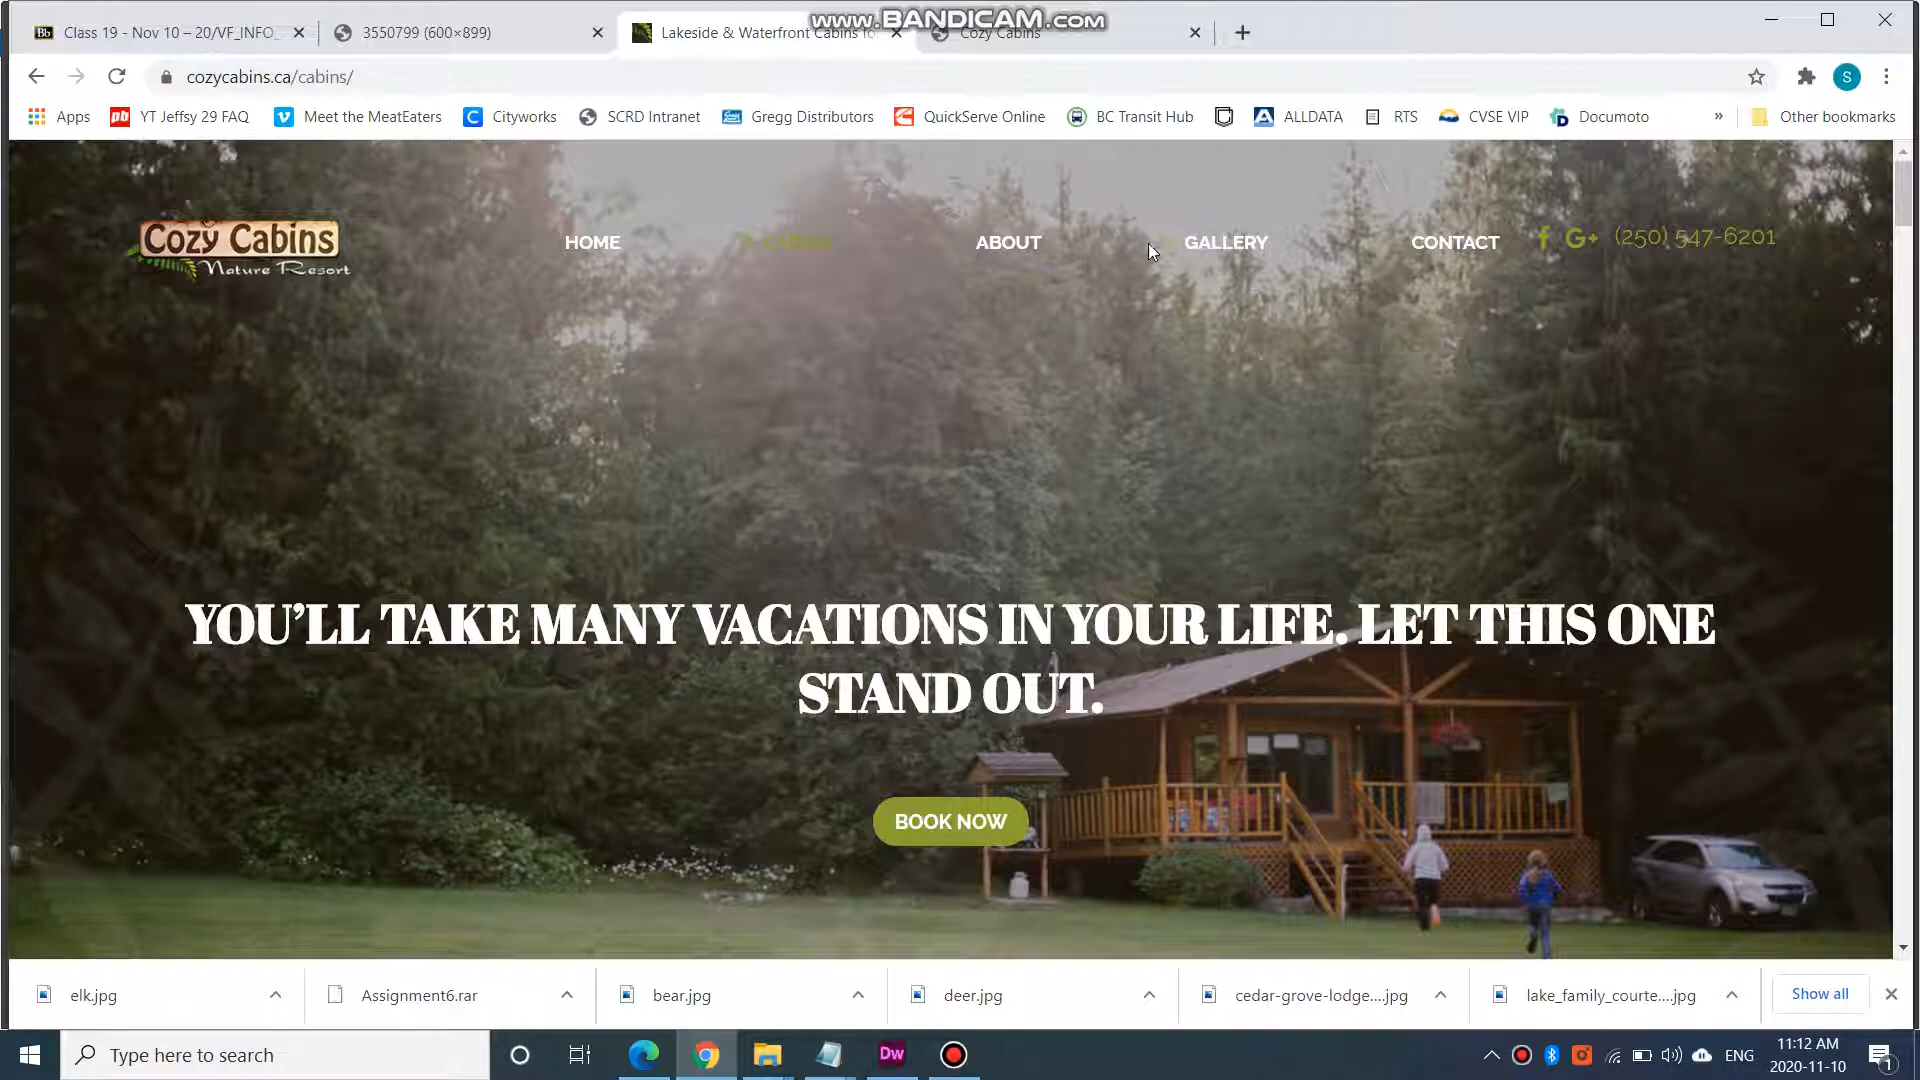 www.BANDICAM.com
Class 19 - Nov 10 – 20/VF_INFO_
3550799 (600×899)
Lakeside & Waterfront Cabins fo
Cozy Cabins
cozycabins.ca/cabins/
S
Apps
YT Jeffsy 29 FAQ
Meet the MeatEaters
Cityworks
SCRD Intranet
Gregg Distributors
QuickServe Online
BC Transit Hub
ALLDATA
RTS
CVSE VIP
Documoto
»
Other bookmarks
Cozy Cabins
Nature Resort
HOME
CABINS
ABOUT
GALLERY
CONTACT
(250) 547-6201
YOU’LL TAKE MANY VACATIONS IN YOUR LIFE. LET THIS ONE
STAND OUT.
BOOK NOW
elk.jpg
Assignment6.rar
bear.jpg
deer.jpg
cedar-grove-lodge....jpg
lake_family_courte....jpg
Show all
Type here to search
Dw
ENG
11:12 AM
2020-11-10
1